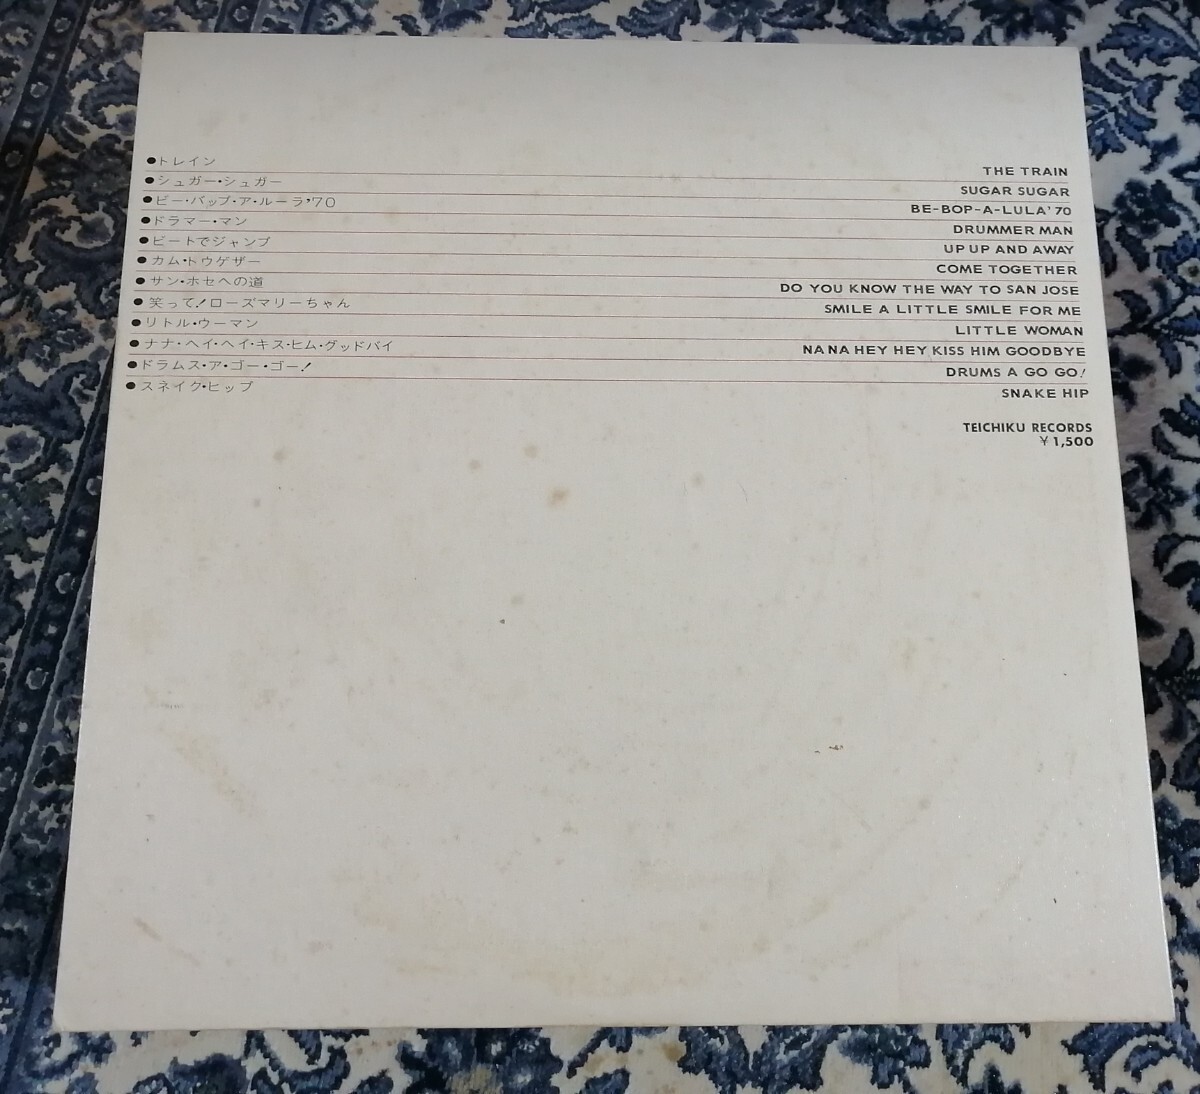 ●トレイン THE TRAIN
●シュガー・シュガー SUGAR SUGAR
●ビー・バップ・ア・ルーラ'70 BE-BOP-A-LULA'70
●ドラマー・マン DRUMMER MAN
●ビートでジャンプ UP UP AND AWAY
●カム・トウゲザー COME TOGETHER
●サン・ホセへの道 DO YOU KNOW THE WAY TO SAN JOSE
●笑って!ローズマリーちゃん SMILE A LITTLE SMILE FOR ME
●リトル・ウーマン LITTLE WOMAN
●ナナ・ヘイ・ヘイ・キス・ヒム・グッドバイ NA NA HEY HEY KISS HIM GOODBYE
●ドラムス・ア・ゴー・ゴー! DRUMS A GO GO!
●スネイク・ヒップ SNAKE HIP
TEICHIKU RECORDS
¥1,500